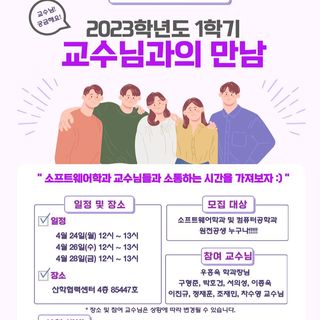 교수님!
궁금해요!
2023학년도 1학기
교수님과의 만남
" 소프트웨어학과 교수님들과 소통하는 시간을 가져보자 :) "
일정 및 장소
일정
4월 24일(월) 12시 ~ 13시
4월 26일(수) 12시 ~ 13시
4월 28일(금) 12시 ~ 13시
장소
산학협력센터 4층 85447호
모집 대상
소프트웨어학과 및 컴퓨터공학과
원전공생 누구나!!!!!
참여 교수님
우홍욱 학과장님
구형준, 박호건, 서의성, 이종욱
이진규, 정재훈, 조재민, 차수영 교수님
* 장소 및 참여 교수님은 상황에 따라 변경될 수 있습니다.